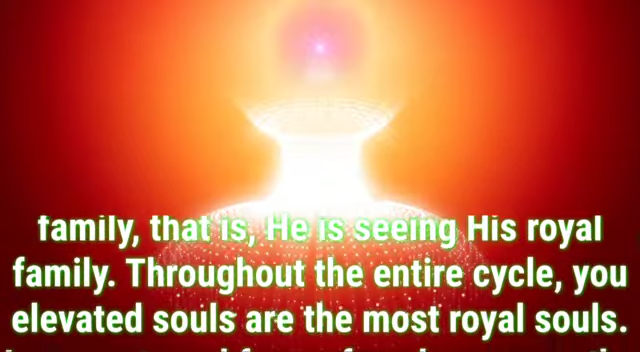 family, that is, He is seeing His royal
family. Throughout the entire cycle, you
elevated souls are the most royal souls.